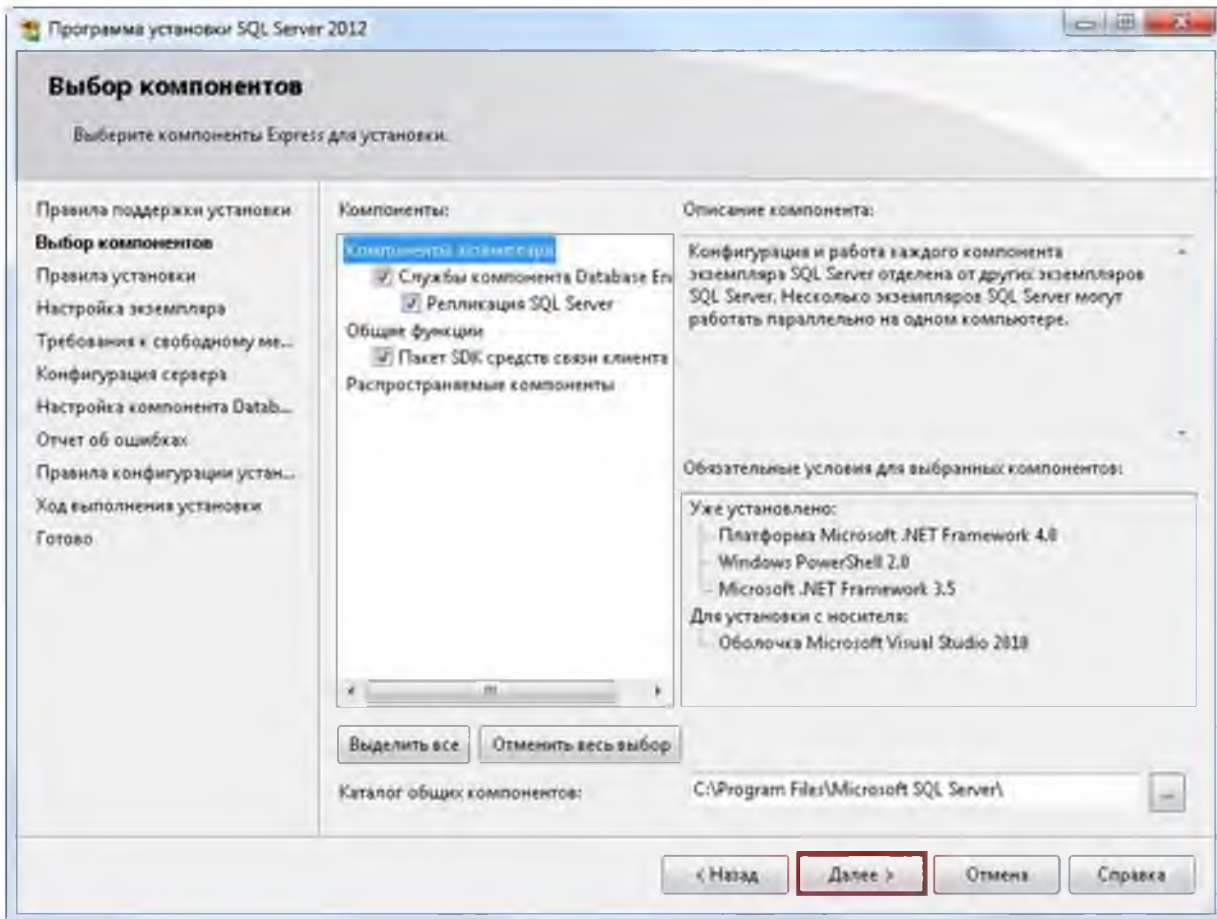 Программа установки SQL Server 2012
Выбор компонентов
Выберите компоненты Express для установки.
Правила поддержки установки
Выбор компонентов
Правила установки
Настройка экземпляра
Требования к свободному ме...
Конфигурация сервера
Настройка компонента Datab...
Отчет об ошибках
Правила конфигурации устан...
Ход выполнения установки
Готово
Компоненты:
Компоненты экземпляра
Службы компонента Database En
Репликация SQL Server
Общие функции
Пакет SDK средств связи клиента
Распространяемые компоненты
Выделить все
Отменить весь выбор
Описание компонента:
Конфигурация и работа каждого компонента
экземпляра SQL Server отделена от других экземпляров
SQL Server. Несколько экземпляров SQL Server могут
работать параллельно на одном компьютере.
Обязательные условия для выбранных компонентов:
Уже установлено:
Платформа Microsoft .NET Framework 4.0
Windows PowerShell 2.0
Microsoft .NET Framework 3.5
Для установки с носителя:
Оболочка Microsoft Visual Studio 2010
Каталог общих компонентов:
C:\Program Files\Microsoft SQL Server\
...
< Назад
Далее >
Отмена
Справка